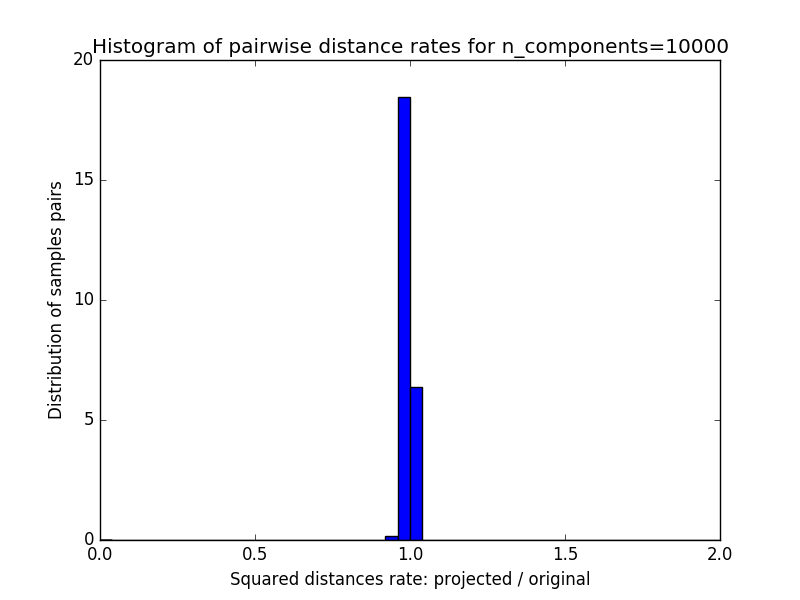 Histogram of pairwise distance rates for n_components=10000
20
15
10
5
0
Distribution of samples pairs
0.0 0.5 1.0 1.5 2.0
Squared distances rate: projected / original